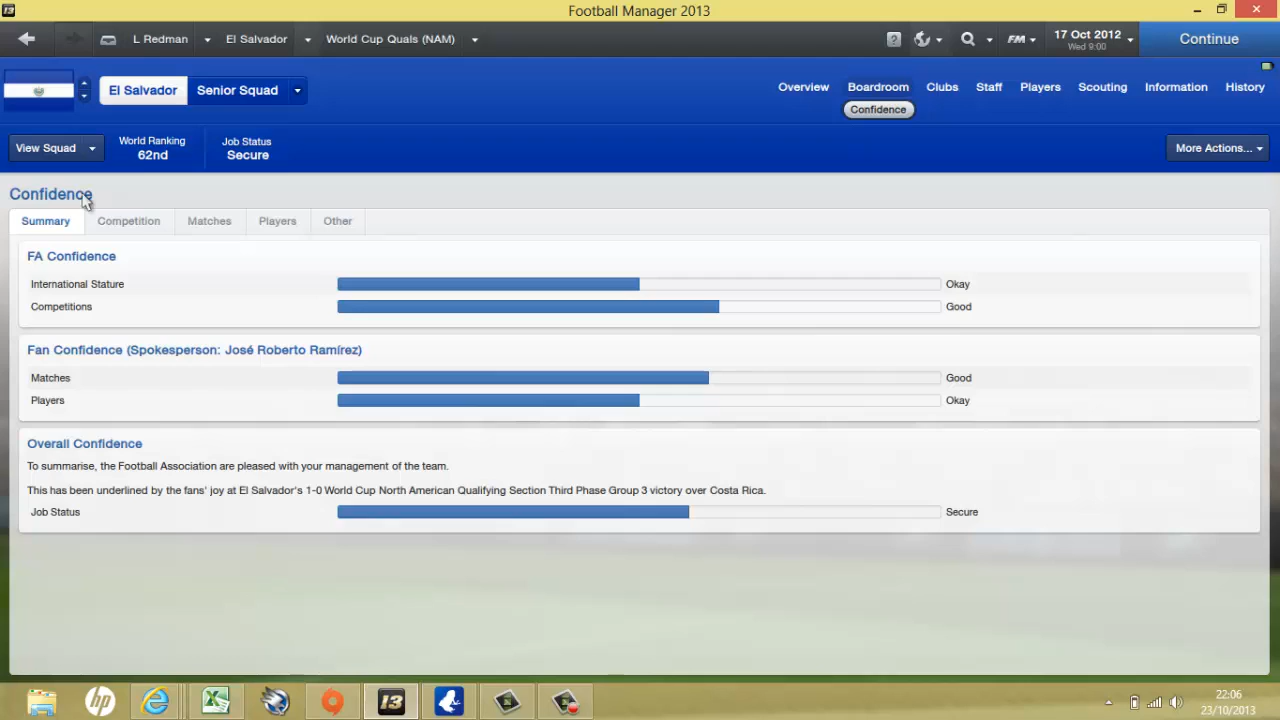 Football Manager 2013
L Redman El Salvador World Cup Quals (NAM) FM 17 Oct 2012 Continue
Wed 9:00
El Salvador Senior Squad Overview Boardroom Clubs Staff Players Scouting Information History
Confidence
View Squad World Ranking Job Status More Actions...
62nd Secure
Confidence
Summary Competition Matches Players Other
FA Confidence
International Stature Okay
Competitions Good
Fan Confidence (Spokesperson: José Roberto Ramírez)
Matches Good
Players Okay
Overall Confidence
To summarise, the Football Association are pleased with your management of the team.
This has been underlined by the fans' joy at El Salvador's 1-0 World Cup North American Qualifying Section Third Phase Group 3 victory over Costa Rica.
Job Status Secure
22:06
23/10/2013